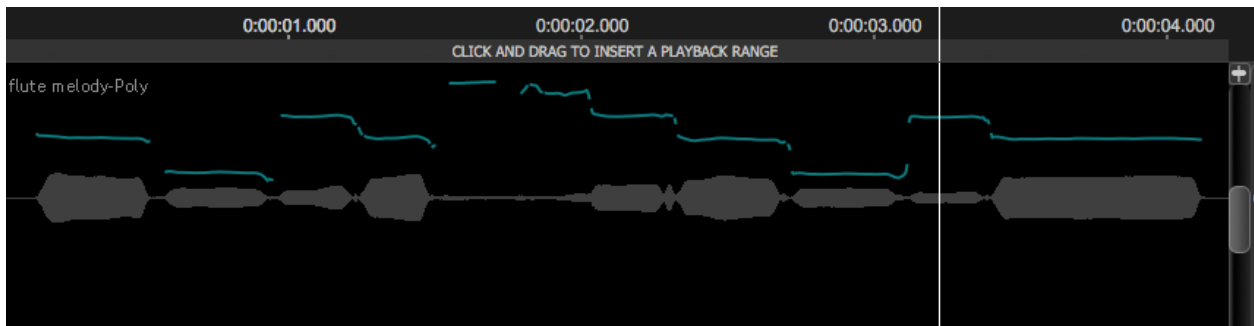 0:00:01.000 0:00:02.000 0:00:03.000 0:00:04.000
CLICK AND DRAG TO INSERT A PLAYBACK RANGE
flute melody-Poly